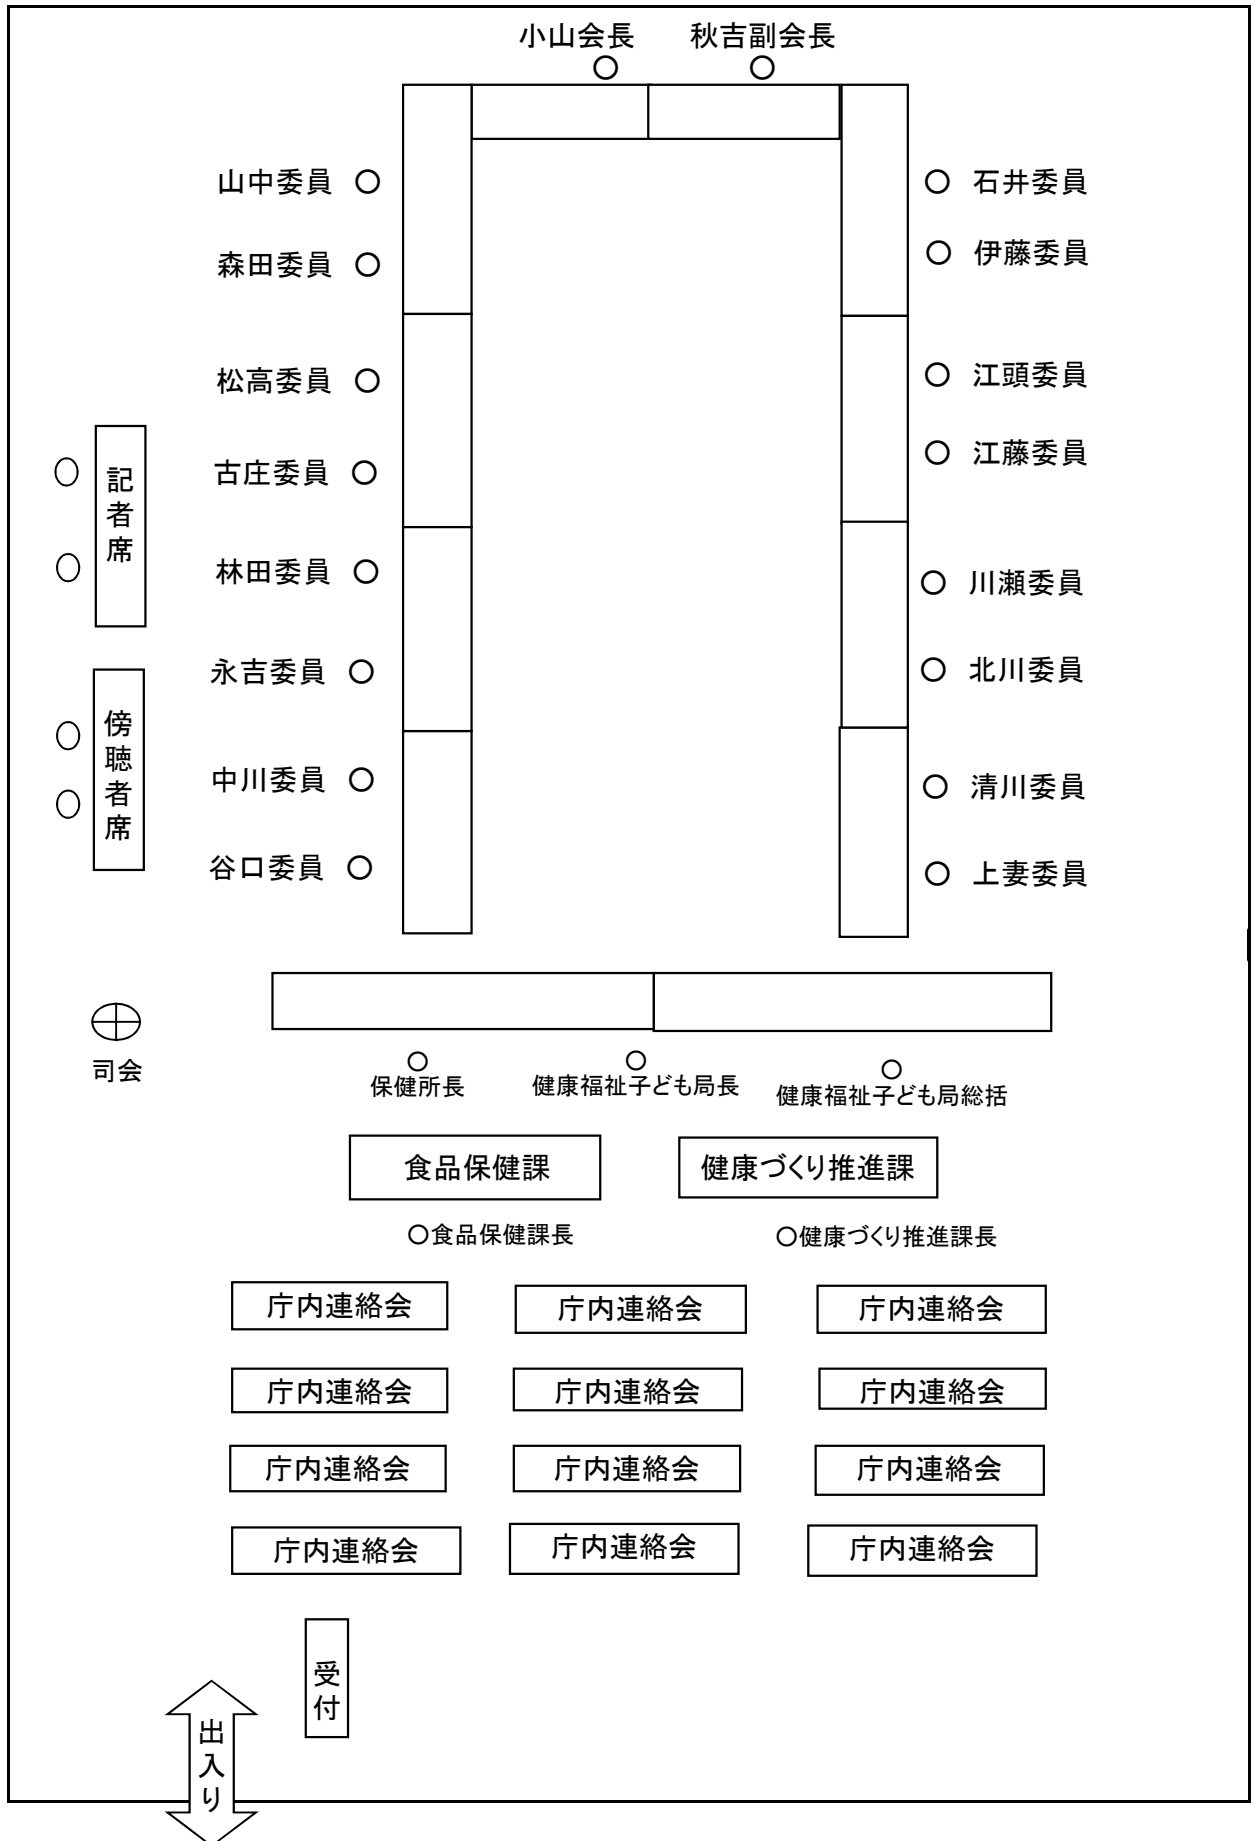 小山会長 秋吉副会長
山中委員 石井委員
森田委員 伊藤委員
松高委員 江頭委員
古庄委員 江藤委員
林田委員 川瀬委員
永吉委員 北川委員
中川委員 清川委員
谷口委員 上妻委員
記者席
傍聴者席
司会
保健所長 健康福祉子ども局長 健康福祉子ども局総括
食品保健課 健康づくり推進課
○食品保健課長 ○健康づくり推進課長
庁内連絡会 庁内連絡会 庁内連絡会
庁内連絡会 庁内連絡会 庁内連絡会
庁内連絡会 庁内連絡会 庁内連絡会
庁内連絡会 庁内連絡会 庁内連絡会
受付
出入り